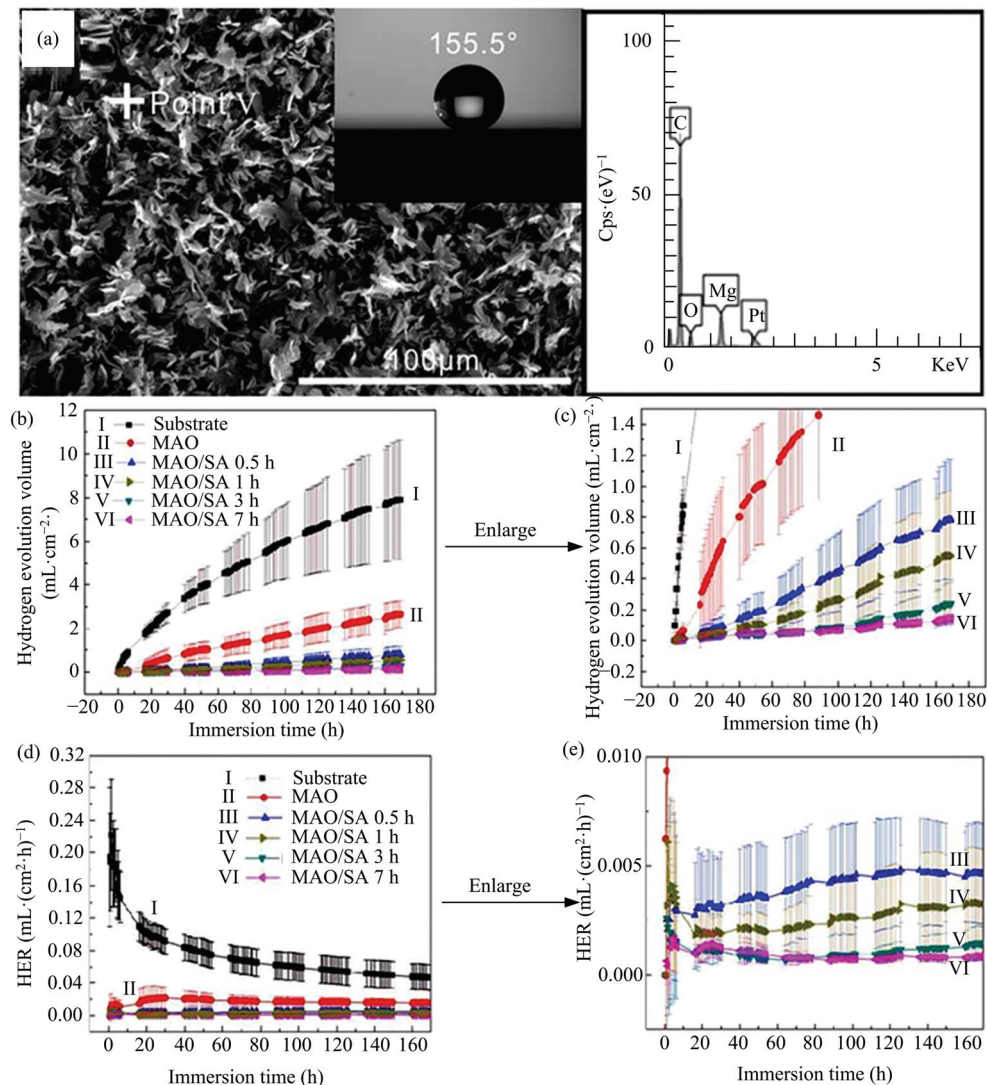 (a)
155.5°
Point V
100μm
100
50
0
Cps·(eV)⁻¹
C
O
Mg
Pt
0
5
KeV
(b)
Hydrogen evolution volume
(mL·cm⁻²·)
12
10
8
6
4
2
0
I Substrate
II MAO
III MAO/SA 0.5 h
IV MAO/SA 1 h
V MAO/SA 3 h
VI MAO/SA 7 h
I
II
−20 0 20 40 60 80 100 120 140 160 180
Immersion time (h)
Enlarge
(c)
Hydrogen evolution volume (mL·cm⁻²·)
1.4
1.2
1.0
0.8
0.6
0.4
0.2
0.0
−0.2
I
II
III
IV
V
VI
−20 0 20 40 60 80 100 120 140 160 180
Immersion time (h)
(d)
HER (mL·(cm²·h)⁻¹)
0.32
0.28
0.24
0.20
0.16
0.12
0.08
0.04
0.00
I Substrate
II MAO
III MAO/SA 0.5 h
IV MAO/SA 1 h
V MAO/SA 3 h
VI MAO/SA 7 h
I
II
0 20 40 60 80 100 120 140 160
Immersion time (h)
Enlarge
(e)
HER (mL·(cm²·h)⁻¹)
0.010
0.005
0.000
III
IV
V
VI
0 20 40 60 80 100 120 140 160
Immersion time (h)